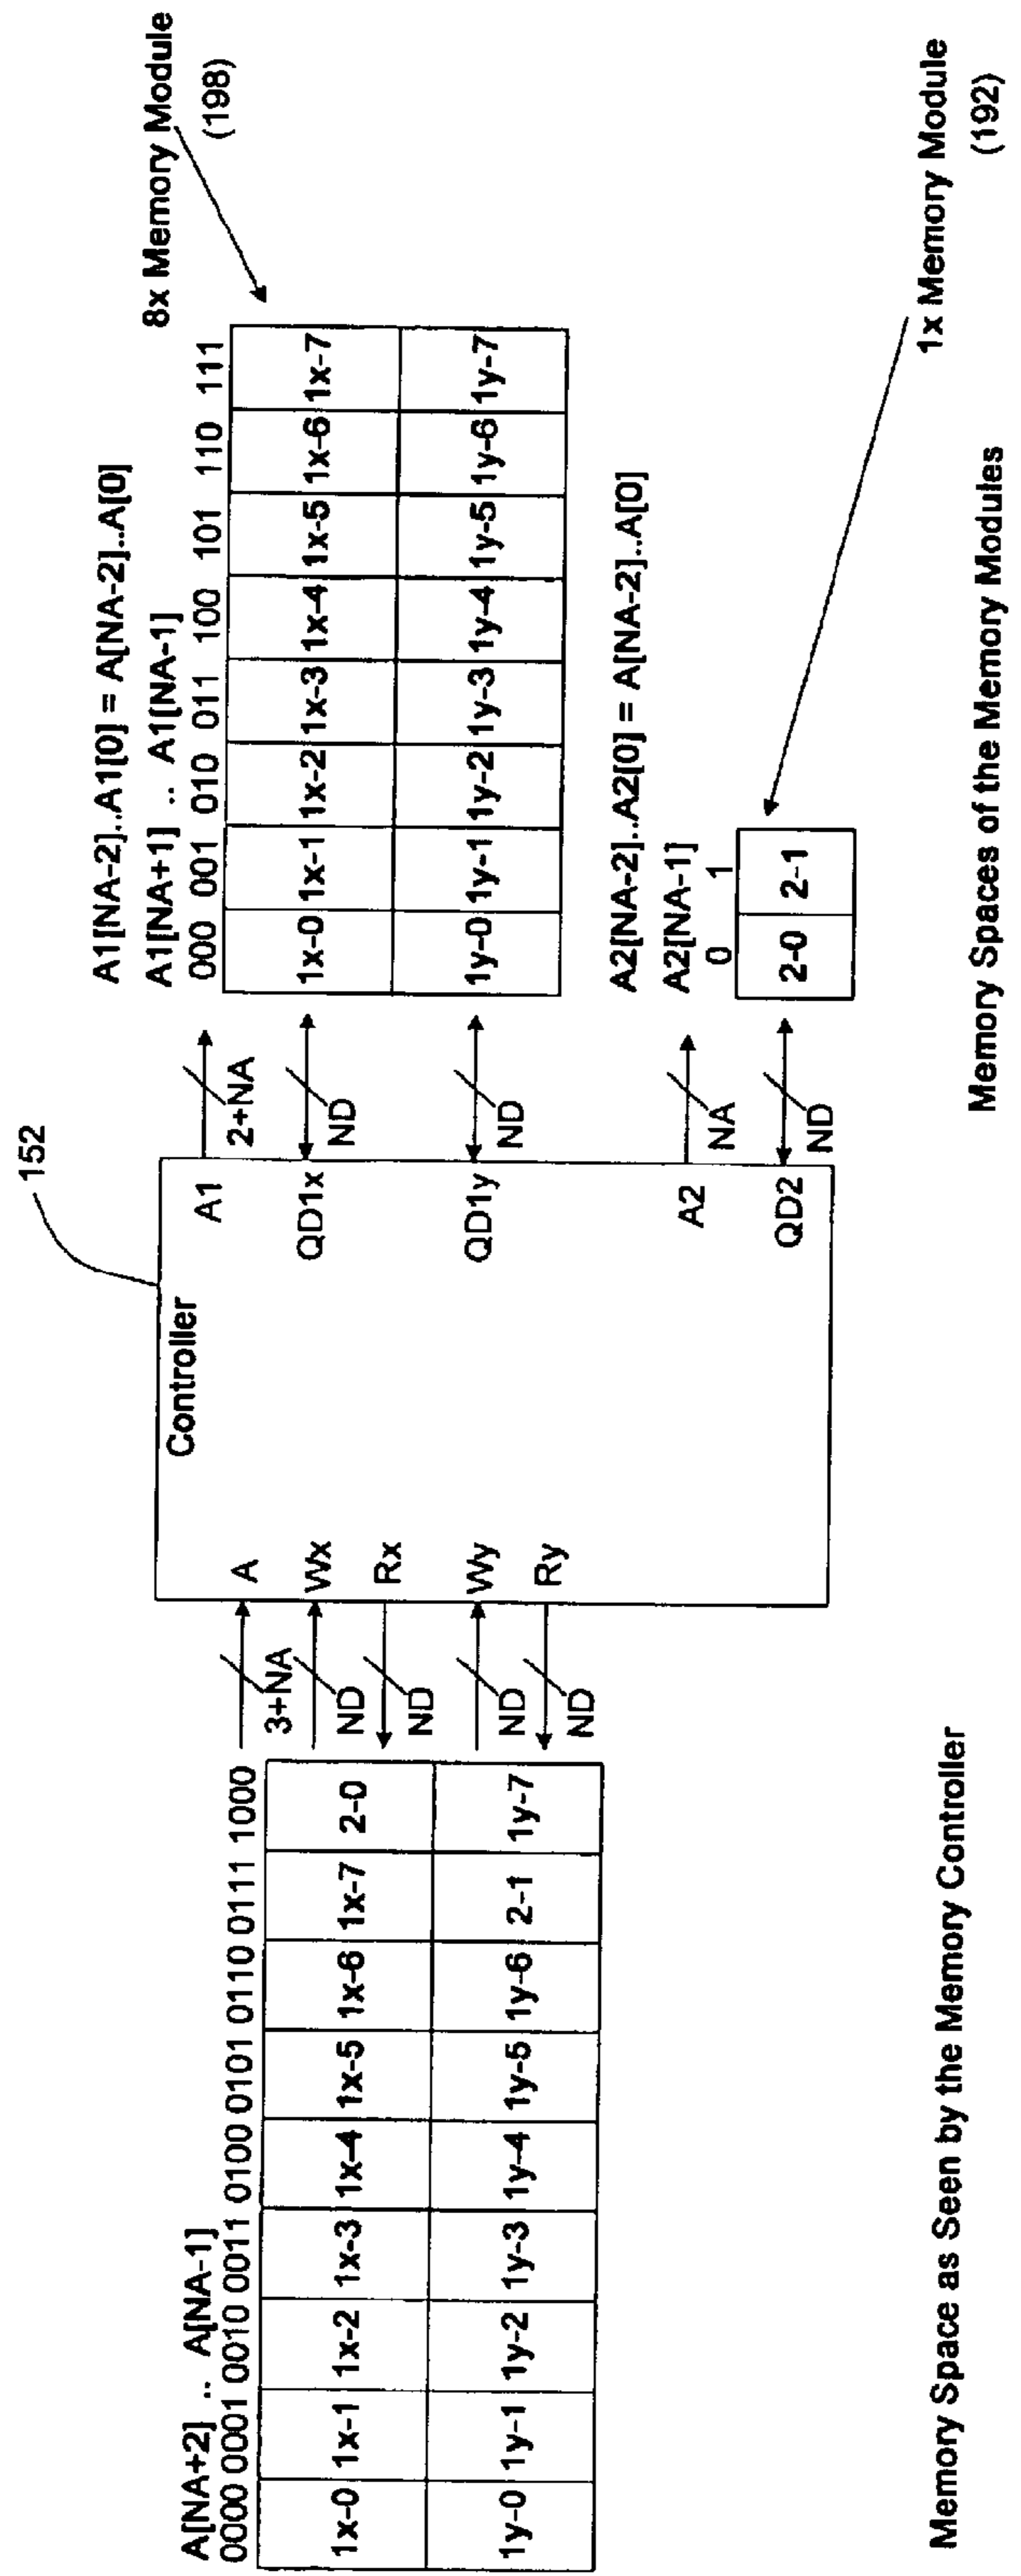 A[NA+2] .. A[NA-1]
0000 0001 0010 0011 0100 0101 0110 0111 1000
1x-0 1x-1 1x-2 1x-3 1x-4 1x-5 1x-6 1x-7 2-0
1y-0 1y-1 1y-2 1y-3 1y-4 1y-5 1y-6 2-1 1y-7
Memory Space as Seen by the Memory Controller
3+NA
ND
ND
ND
ND
152
Controller
A
Wx
Rx
Wy
Ry
A1
QD1x
QD1y
A2
QD2
2+NA
ND
ND
NA
ND
A1[NA-2]..A1[0] = A[NA-2]..A[0]
A1[NA+1] .. A1[NA-1]
000 001 010 011 100 101 110 111
1x-0 1x-1 1x-2 1x-3 1x-4 1x-5 1x-6 1x-7
1y-0 1y-1 1y-2 1y-3 1y-4 1y-5 1y-6 1y-7
8x Memory Module
(198)
A2[NA-2]..A2[0] = A[NA-2]..A[0]
A2[NA-1]
0 1
2-0 2-1
1x Memory Module
(192)
Memory Spaces of the Memory Modules